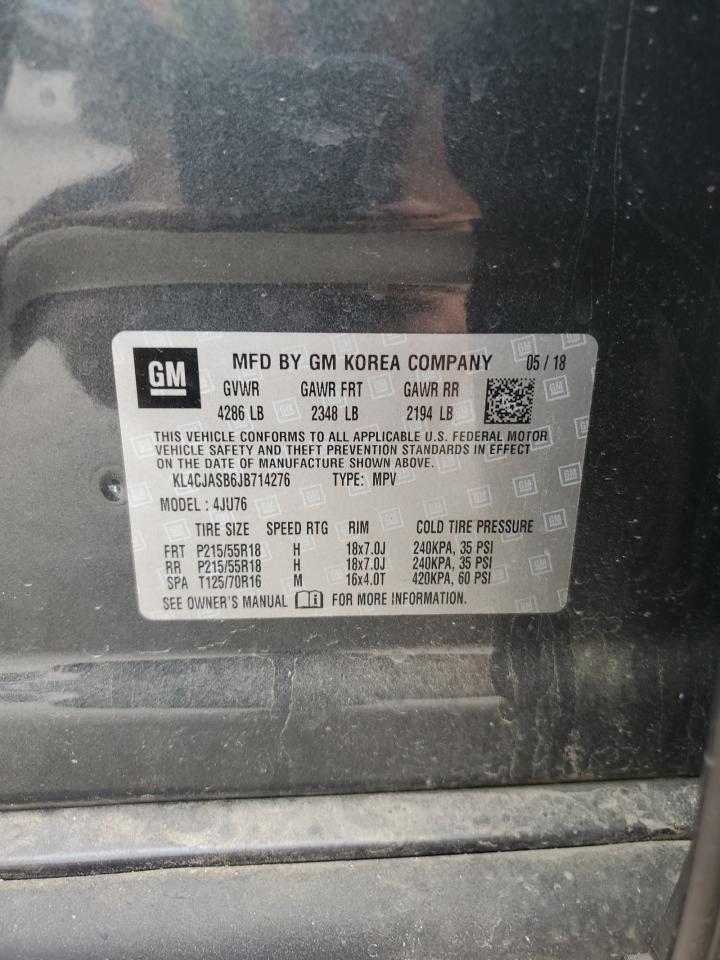 GM MFD BY GM KOREA COMPANY 05 / 18
GVWR GAWR FRT GAWR RR
4286 LB 2348 LB 2194 LB
THIS VEHICLE CONFORMS TO ALL APPLICABLE U.S. FEDERAL MOTOR
VEHICLE SAFETY AND THEFT PREVENTION STANDARDS IN EFFECT
ON THE DATE OF MANUFACTURE SHOWN ABOVE.
KL4CJASB6JB714276 TYPE: MPV
MODEL : 4JU76
TIRE SIZE SPEED RTG RIM COLD TIRE PRESSURE
FRT P215/55R18 H 18x7.0J 240KPA, 35 PSI
RR P215/55R18 H 18x7.0J 240KPA, 35 PSI
SPA T125/70R16 M 16x4.0T 420KPA, 60 PSI
SEE OWNER'S MANUAL i FOR MORE INFORMATION.